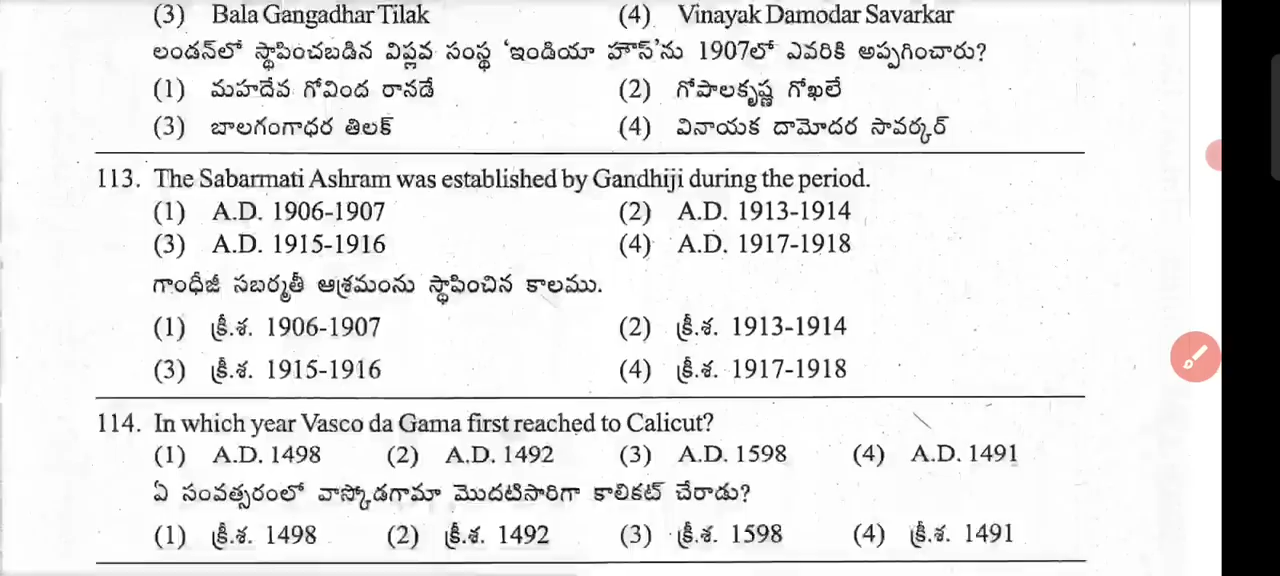 (3) Bala Gangadhar Tilak (4) Vinayak Damodar Savarkar
లండన్‌లో స్థాపించబడిన విప్లవ సంస్థ 'ఇండియా హౌస్'ను 1907లో ఎవరికి అప్పగించారు?
(1) మహదేవ గోవింద రానడే (2) గోపాలకృష్ణ గోఖలే
(3) బాలగంగాధర తిలక్ (4) వినాయక దామోదర సావర్కర్
113. The Sabarmati Ashram was established by Gandhiji during the period.
(1) A.D. 1906-1907 (2) A.D. 1913-1914
(3) A.D. 1915-1916 (4) A.D. 1917-1918
గాంధీజీ సబర్మతీ ఆశ్రమంను స్థాపించిన కాలము.
(1) క్రీ.శ. 1906-1907 (2) క్రీ.శ. 1913-1914
(3) క్రీ.శ. 1915-1916 (4) క్రీ.శ. 1917-1918
114. In which year Vasco da Gama first reached to Calicut?
(1) A.D. 1498 (2) A.D. 1492 (3) A.D. 1598 (4) A.D. 1491
ఏ సంవత్సరంలో వాస్కోడగామా మొదటిసారిగా కాలికట్ చేరాడు?
(1) క్రీ.శ. 1498 (2) క్రీ.శ. 1492 (3) క్రీ.శ. 1598 (4) క్రీ.శ. 1491